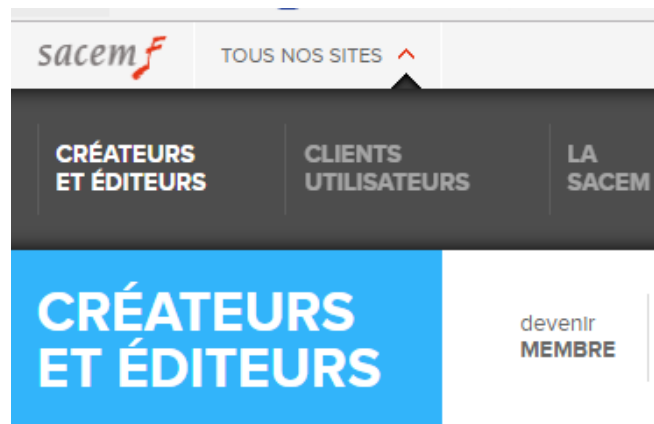 sacem
TOUS NOS SITES
CRÉATEURS
ET ÉDITEURS
CLIENTS
UTILISATEURS
LA
SACEM
CRÉATEURS
ET ÉDITEURS
devenir
MEMBRE